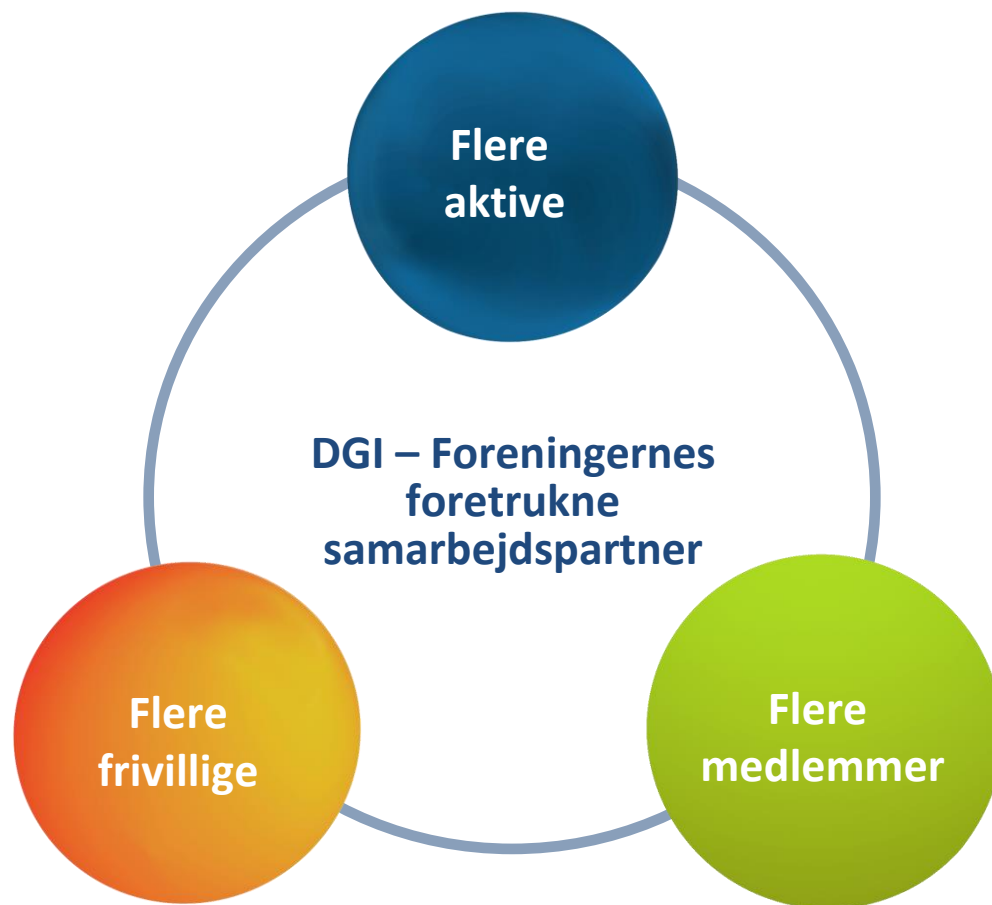 Flere
aktive
DGI – Foreningernes
foretrukne
samarbejdspartner
Flere
frivillige
Flere
medlemmer